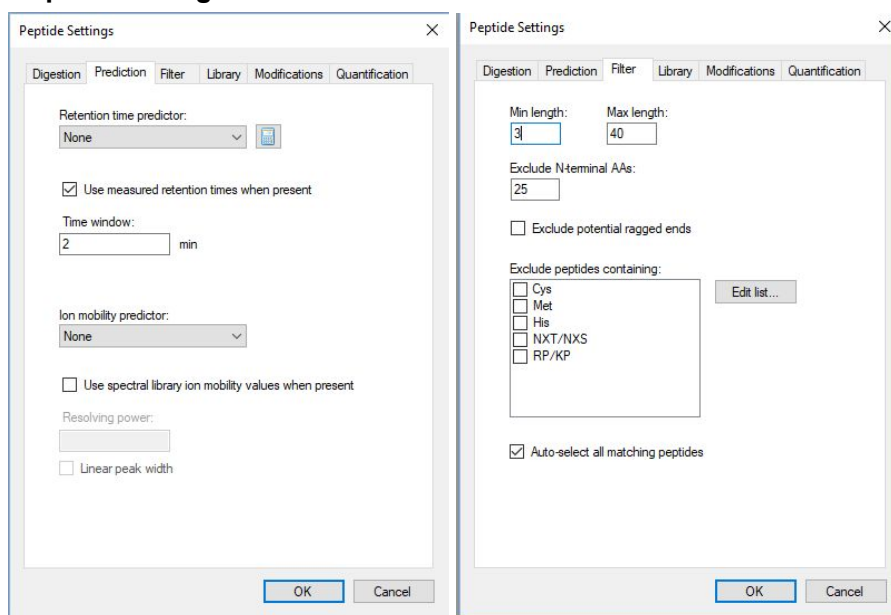 Peptide Settings
Digestion Prediction Filter Library Modifications Quantification
Retention time predictor:
None
Use measured retention times when present
Time window:
2 min
Ion mobility predictor:
None
Use spectral library ion mobility values when present
Resolving power:
Linear peak width
OK Cancel
Peptide Settings
Digestion Prediction Filter Library Modifications Quantification
Min length: Max length:
3 40
Exclude N-terminal AAs:
25
Exclude potential ragged ends
Exclude peptides containing:
Cys Edit list...
Met
His
NXT/NXS
RP/KP
Auto-select all matching peptides
OK Cancel